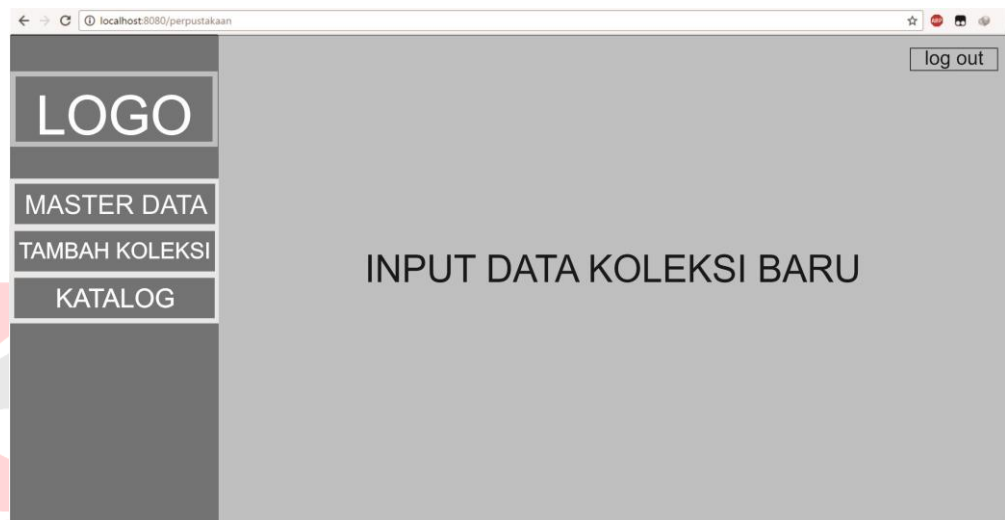 localhost:8080/perpustakaan
log out
LOGO
MASTER DATA
TAMBAH KOLEKSI
KATALOG
INPUT DATA KOLEKSI BARU